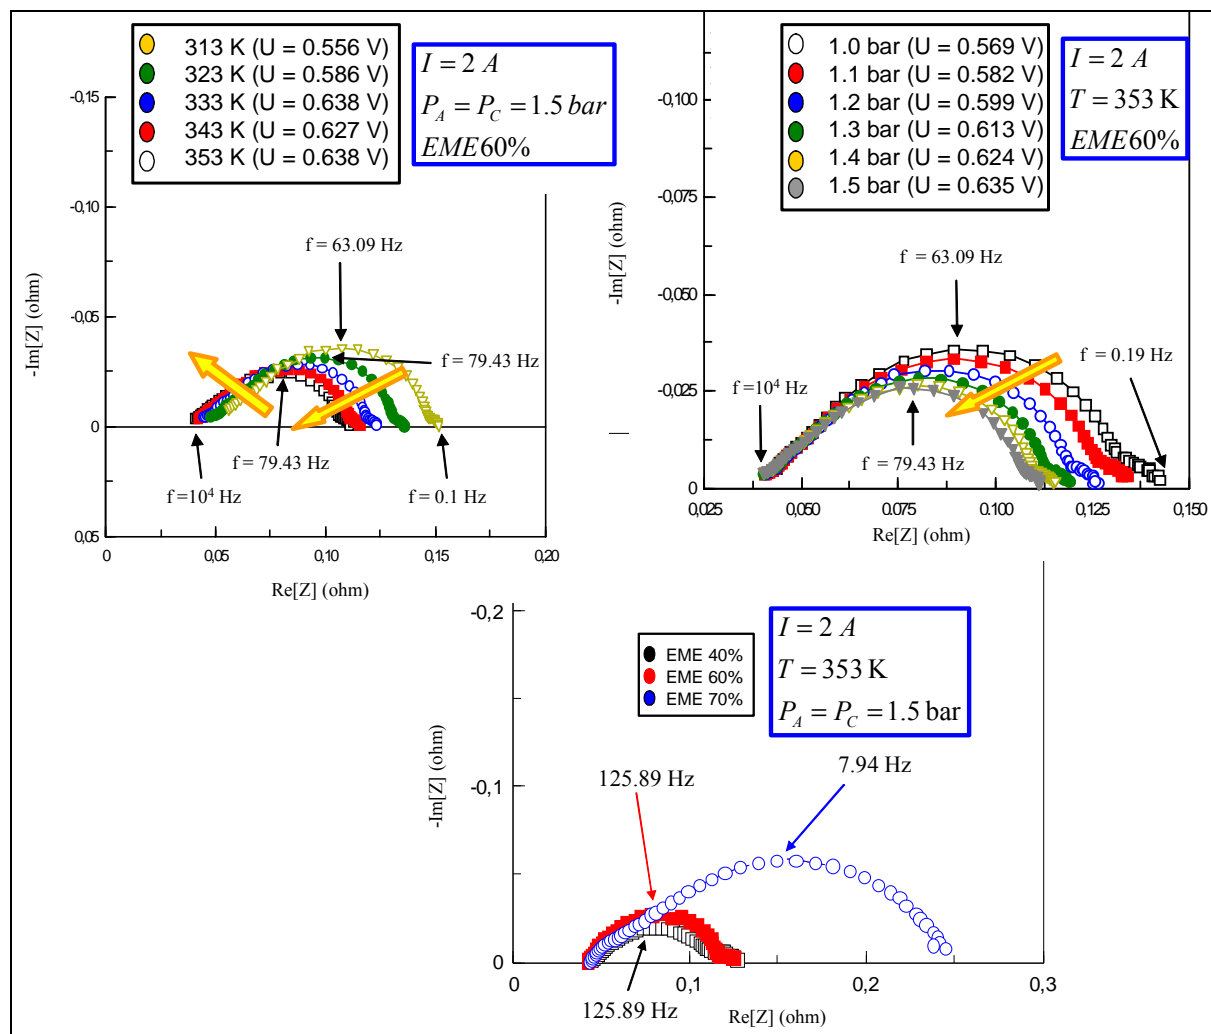 313 K (U = 0.556 V)
323 K (U = 0.586 V)
333 K (U = 0.638 V)
343 K (U = 0.627 V)
353 K (U = 0.638 V)
I = 2 A
P_A = P_C = 1.5 bar
EME60%
-0,15
-0,10
-0,05
0
0,05
-Im[Z] (ohm)
f = 63.09 Hz
f = 79.43 Hz
f = 79.43 Hz
f =10⁴ Hz
f = 0.1 Hz
0
0,05
0,10
0,15
0,20
Re[Z] (ohm)
1.0 bar (U = 0.569 V)
1.1 bar (U = 0.582 V)
1.2 bar (U = 0.599 V)
1.3 bar (U = 0.613 V)
1.4 bar (U = 0.624 V)
1.5 bar (U = 0.635 V)
I = 2 A
T = 353 K
EME60%
-0,100
-0,075
-0,050
-0,025
0
-Im[Z] (ohm)
f = 63.09 Hz
f = 0.19 Hz
f =10⁴ Hz
f = 79.43 Hz
0,025
0,050
0,075
0.100
0,125
0,150
Re[Z] (ohm)
EME 40%
EME 60%
EME 70%
I = 2 A
T = 353 K
P_A = P_C = 1.5 bar
-0,2
-0,1
0
-Im[Z] (ohm)
125.89 Hz
7.94 Hz
125.89 Hz
0
0,1
0,2
0,3
Re[Z] (ohm)